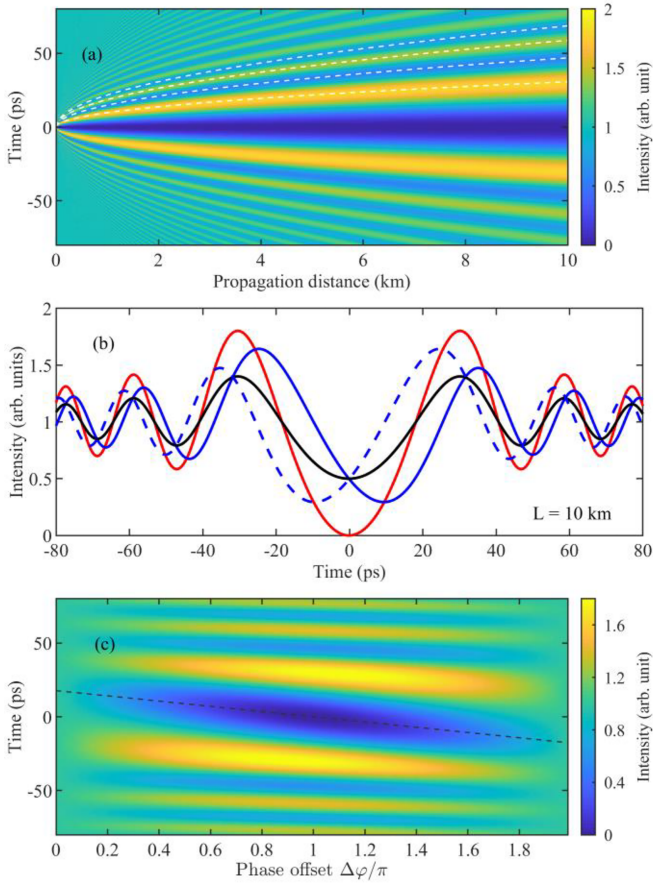 (a)
Time (ps)
50
0
-50
0 2 4 6 8 10
Propagation distance (km)
2
1.5
1
0.5
0
Intensity (arb. unit)
(b)
Intensity (arb. units)
2
1.5
1
0.5
0
L = 10 km
-80 -60 -40 -20 0 20 40 60 80
Time (ps)
(c)
Time (ps)
50
0
-50
0 0.2 0.4 0.6 0.8 1.0 1.2 1.4 1.6 1.8
Phase offset Δφ/π
1.6
1.2
0.8
0.4
0
Intensity (arb. unit)